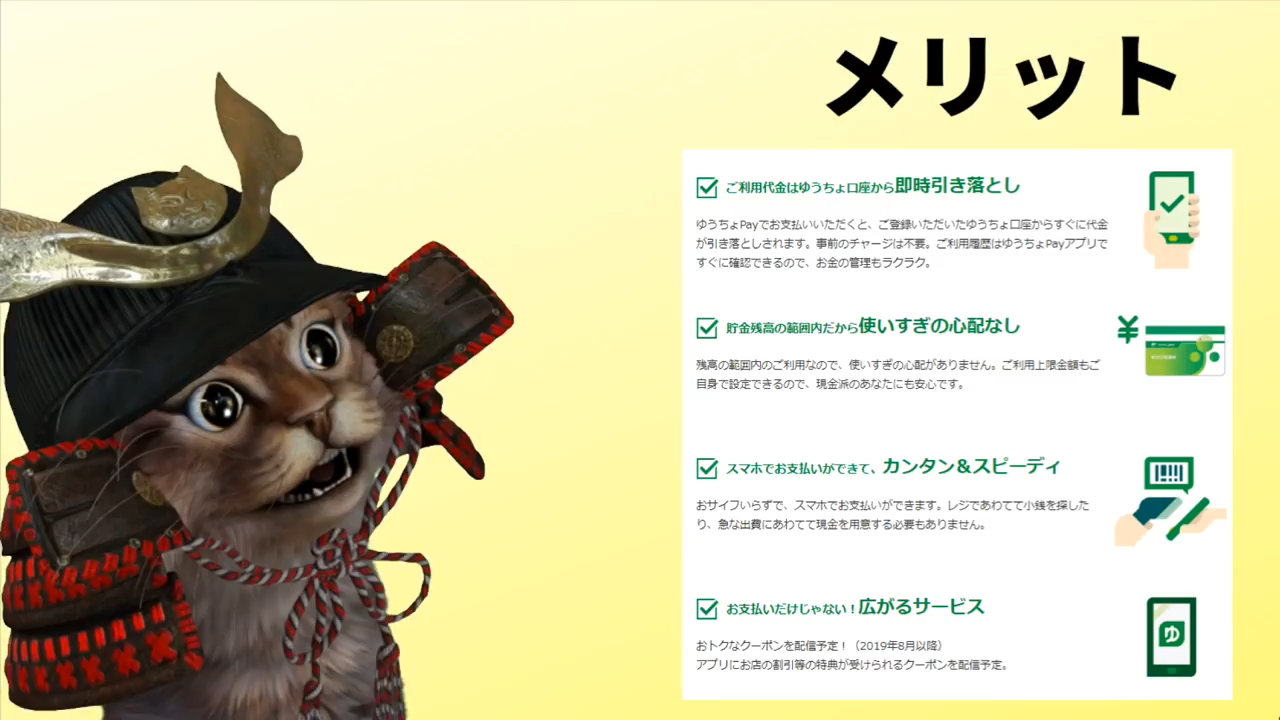 メリット
ご利用代金はゆうちょ口座から即時引き落とし
ゆうちょPayでお支払いいただくと、ご登録いただいたゆうちょ口座からすぐに代金
が引き落としされます。事前のチャージは不要。ご利用履歴はゆうちょPayアプリで
すぐに確認できるので、お金の管理もラクラク。
貯金残高の範囲内だから使いすぎの心配なし
残高の範囲内のご利用なので、使いすぎの心配がありません。ご利用上限金額もご
自身で設定できるので、現金派のあなたにも安心です。
¥
スマホでお支払いができて、カンタン＆スピーディ
おサイフいらずで、スマホでお支払いができます。レジであわてて小銭を探した
り、急な出費にあわてて現金を用意する必要もありません。
お支払いだけじゃない！広がるサービス
おトクなクーポンを配信予定！（2019年8月以降）
アプリにお店の割引等の特典が受けられるクーポンを配信予定。
ゆ